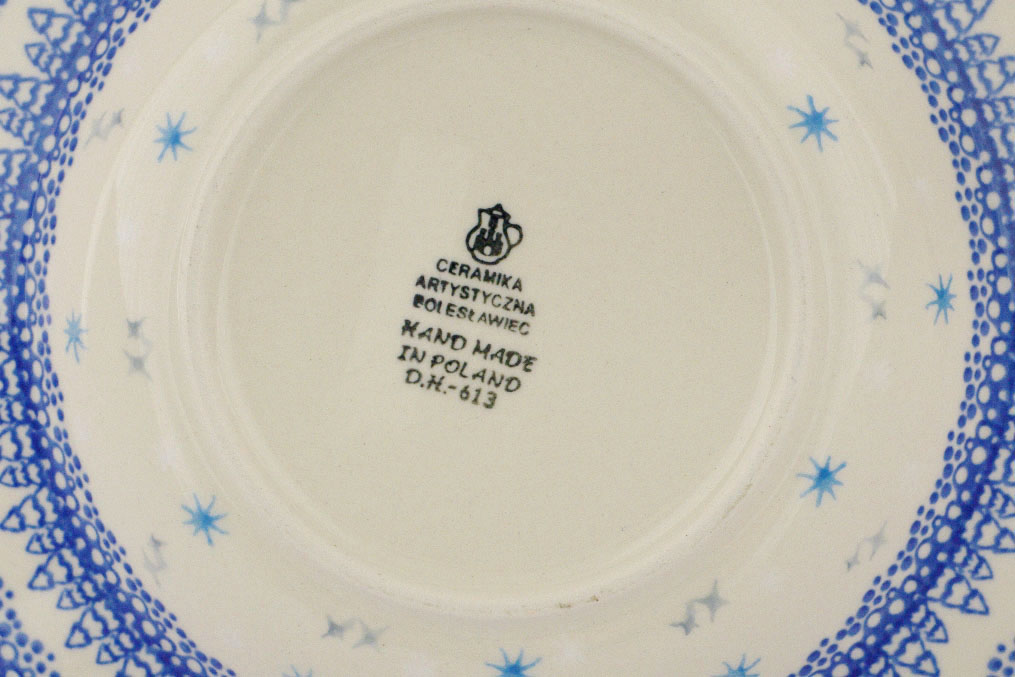 CERAMIKA
ARTYSTYCZNA
BOLESŁAWIEC
HAND MADE
IN POLAND
D.H.-613